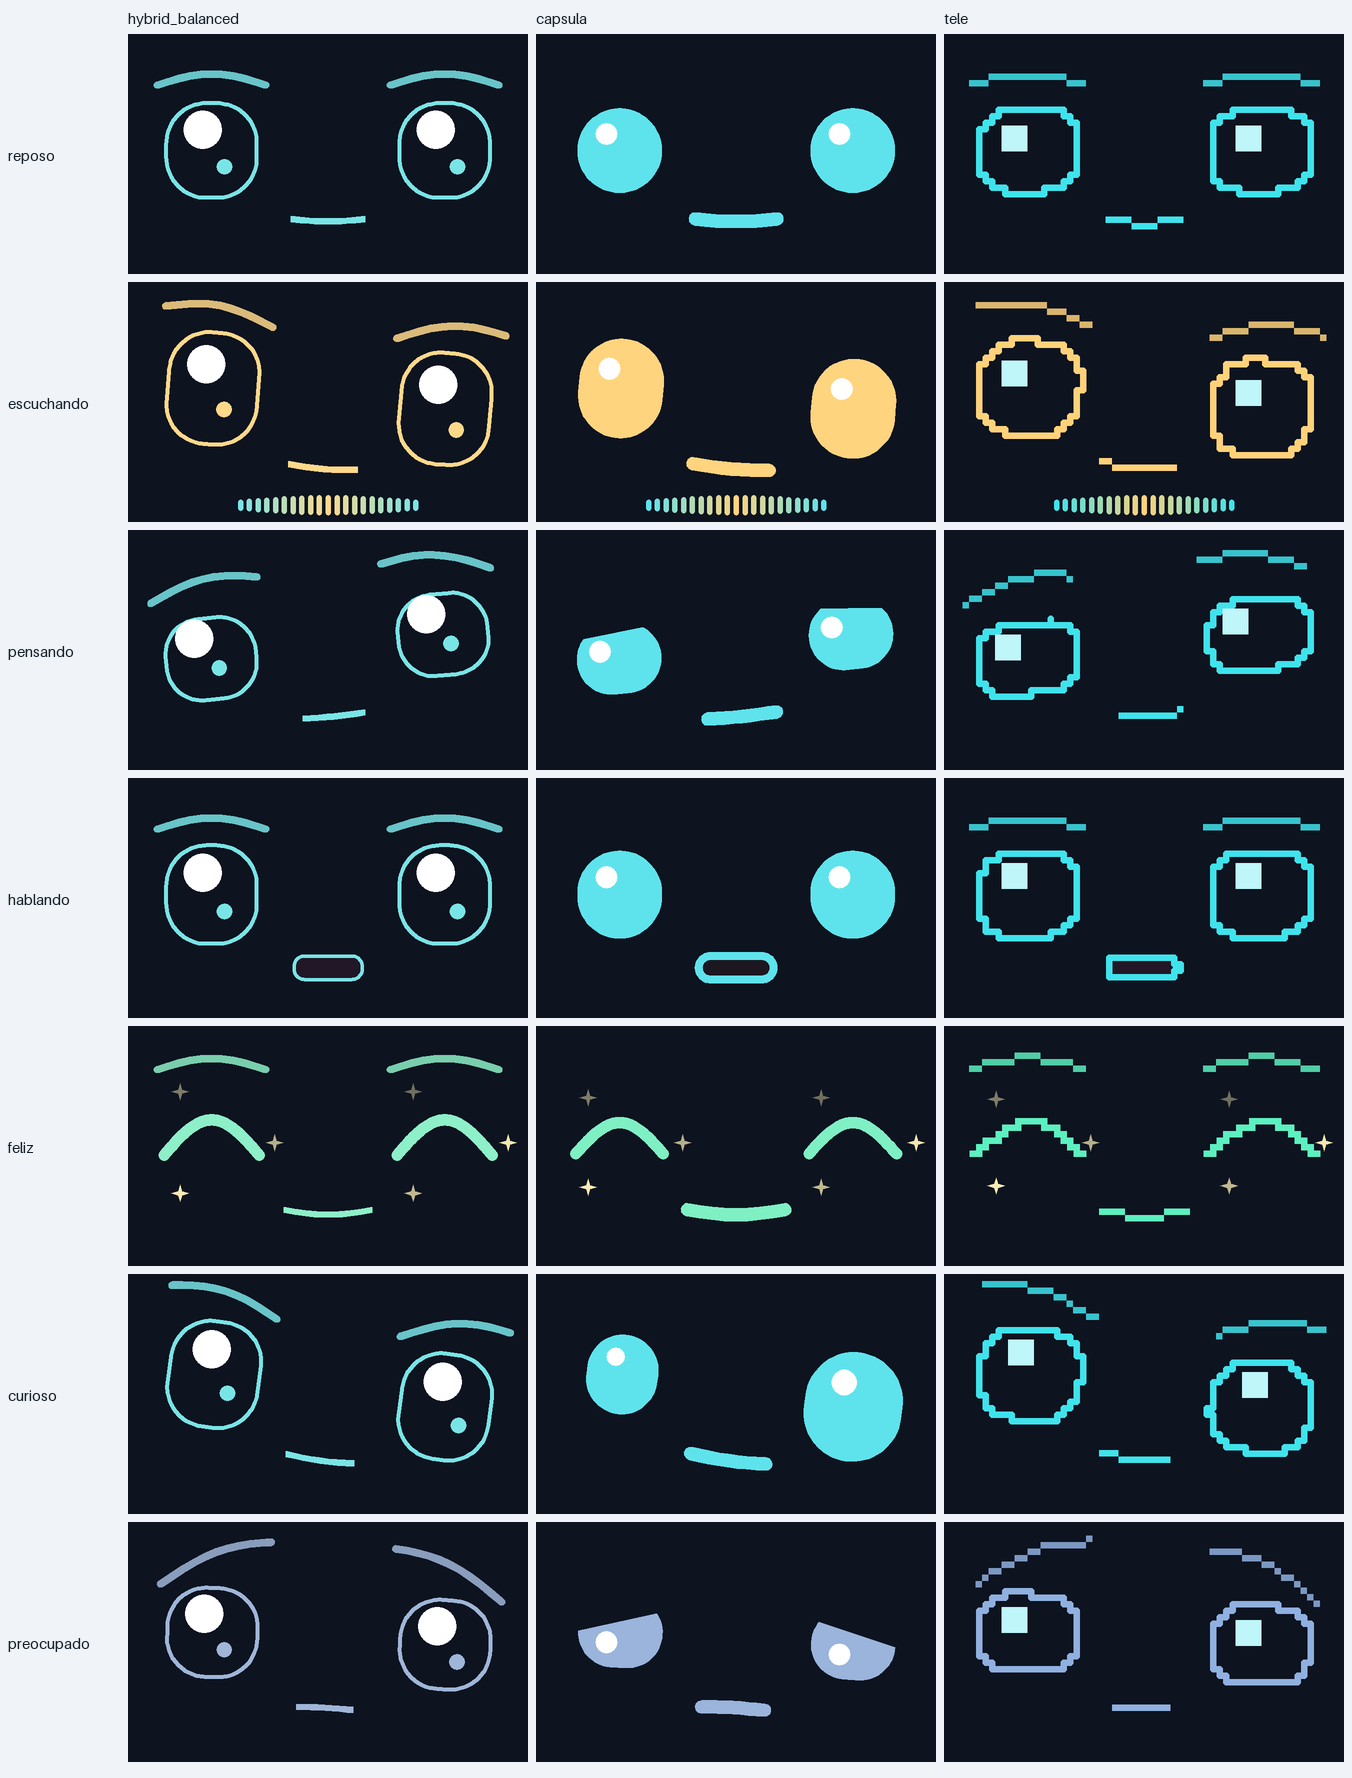 hybrid_balanced
capsula
tele
reposo
escuchando
pensando
hablando
feliz
curioso
preocupado